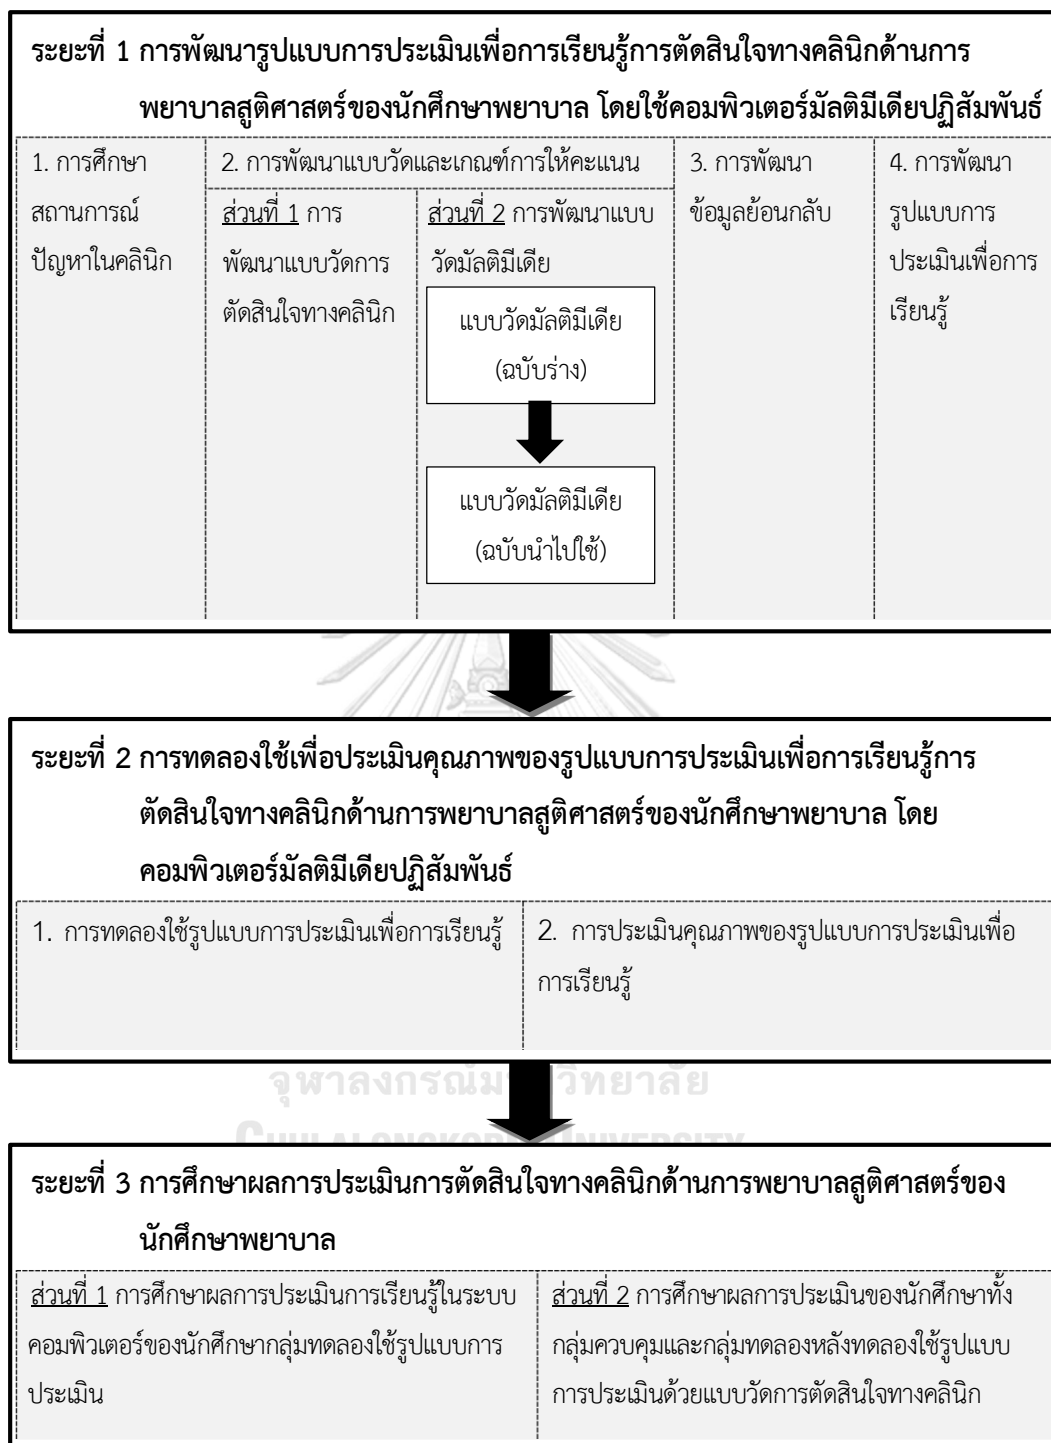 ระยะที่ 1 การพัฒนารูปแบบการประเมินเพื่อการเรียนรู้การตัดสินใจทางคลินิกด้านการ
พยาบาลสูติศาสตร์ของนักศึกษาพยาบาล โดยใช้คอมพิวเตอร์มัลติมีเดียปฏิสัมพันธ์
1. การศึกษา
สถานการณ์
ปัญหาในคลินิก
2. การพัฒนาแบบวัดและเกณฑ์การให้คะแนน
ส่วนที่ 1 การ
พัฒนาแบบวัดการ
ตัดสินใจทางคลินิก
ส่วนที่ 2 การพัฒนาแบบ
วัดมัลติมีเดีย
แบบวัดมัลติมีเดีย
(ฉบับร่าง)
แบบวัดมัลติมีเดีย
(ฉบับนำไปใช้)
3. การพัฒนา
ข้อมูลย้อนกลับ
4. การพัฒนา
รูปแบบการ
ประเมินเพื่อการ
เรียนรู้
ระยะที่ 2 การทดลองใช้เพื่อประเมินคุณภาพของรูปแบบการประเมินเพื่อการเรียนรู้การ
ตัดสินใจทางคลินิกด้านการพยาบาลสูติศาสตร์ของนักศึกษาพยาบาล โดย
คอมพิวเตอร์มัลติมีเดียปฏิสัมพันธ์
1. การทดลองใช้รูปแบบการประเมินเพื่อการเรียนรู้
2. การประเมินคุณภาพของรูปแบบการประเมินเพื่อ
การเรียนรู้
ระยะที่ 3 การศึกษาผลการประเมินการตัดสินใจทางคลินิกด้านการพยาบาลสูติศาสตร์ของ
นักศึกษาพยาบาล
ส่วนที่ 1 การศึกษาผลการประเมินการเรียนรู้ในระบบ
คอมพิวเตอร์ของนักศึกษากลุ่มทดลองใช้รูปแบบการ
ประเมิน
ส่วนที่ 2 การศึกษาผลการประเมินของนักศึกษาทั้ง
กลุ่มควบคุมและกลุ่มทดลองหลังทดลองใช้รูปแบบ
การประเมินด้วยแบบวัดการตัดสินใจทางคลินิก